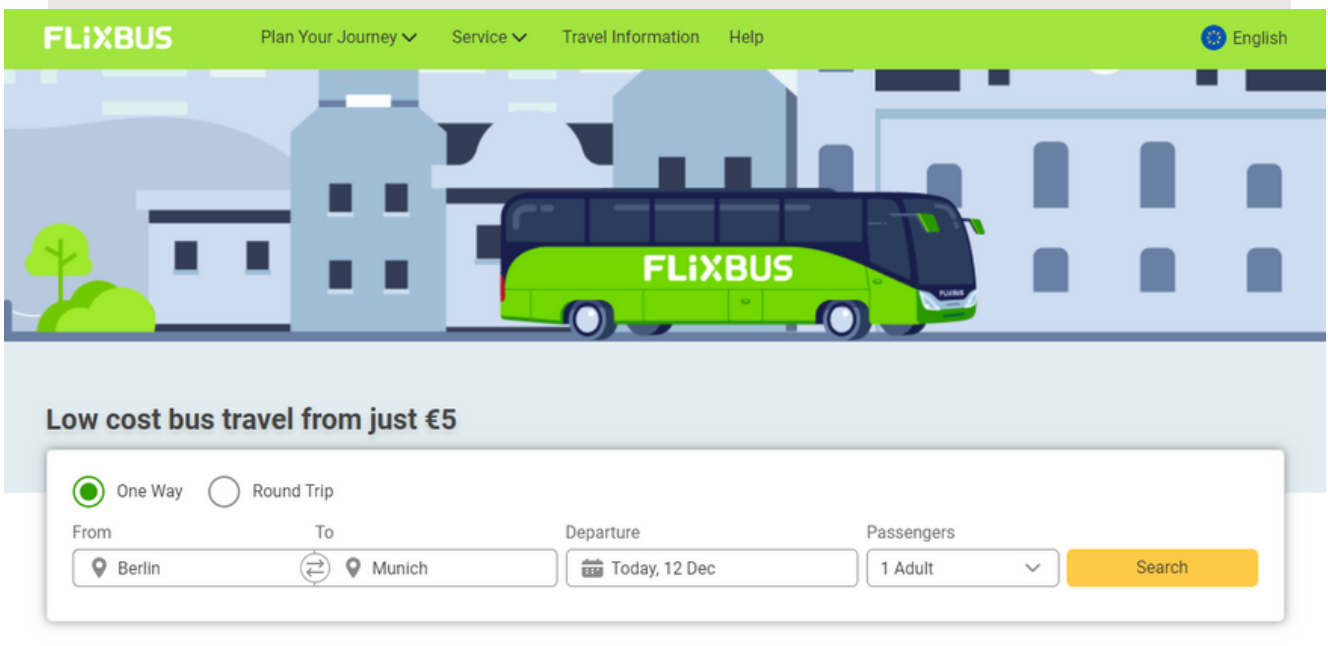 FLiXBUS Plan Your Journey Service Travel Information Help English
FLiXBUS
FLIXBUS
Low cost bus travel from just €5
One Way Round Trip
From To Departure Passengers
Berlin Munich Today, 12 Dec 1 Adult Search